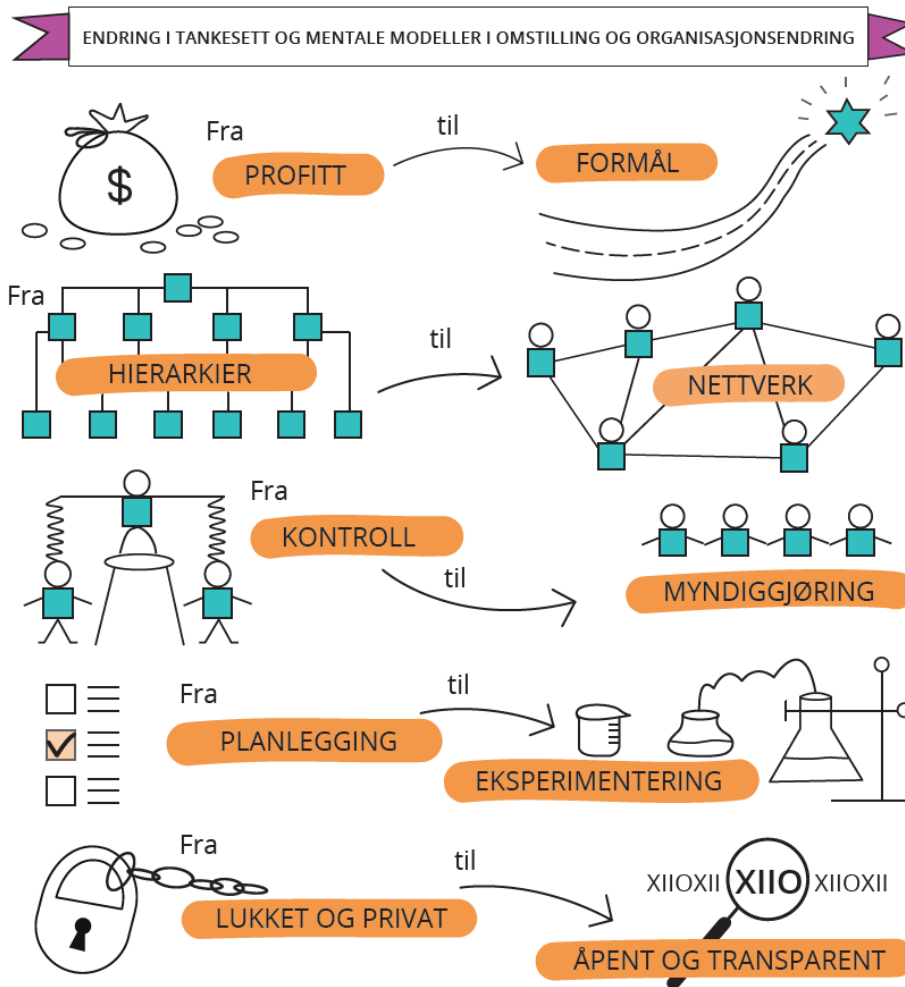 ENDRING I TANKESETT OG MENTALE MODELLER I OMSTILLING OG ORGANISASJONSENDRING
Fra
til
PROFITT
FORMÅL
$
Fra
til
HIERARKIER
NETTVERK
Fra
KONTROLL
til
MYNDIGGJØRING
Fra
til
PLANLEGGING
EKSPERIMENTERING
Fra
til
XIIOXII XIIO XIIOXII
LUKKET OG PRIVAT
ÅPENT OG TRANSPARENT